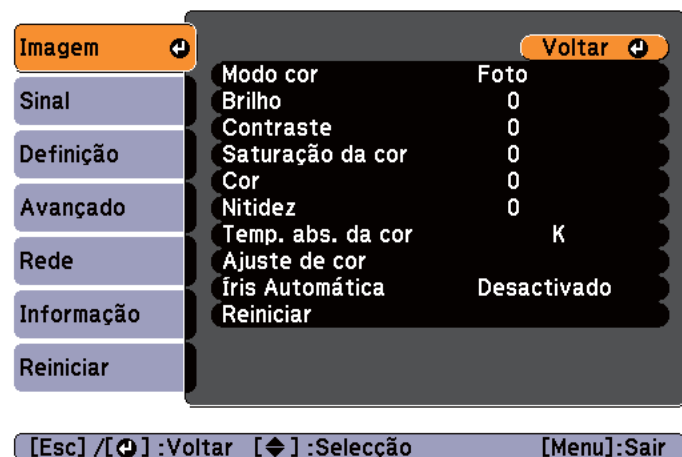 Imagem
Sinal
Definição
Avançado
Rede
Informação
Reiniciar
Voltar
Modo cor Foto
Brilho 0
Contraste 0
Saturação da cor 0
Cor 0
Nitidez 0
Temp. abs. da cor K
Ajuste de cor
Íris Automática Desactivado
Reiniciar
[Esc] /[ ] :Voltar [ ] :Selecção [Menu]:Sair